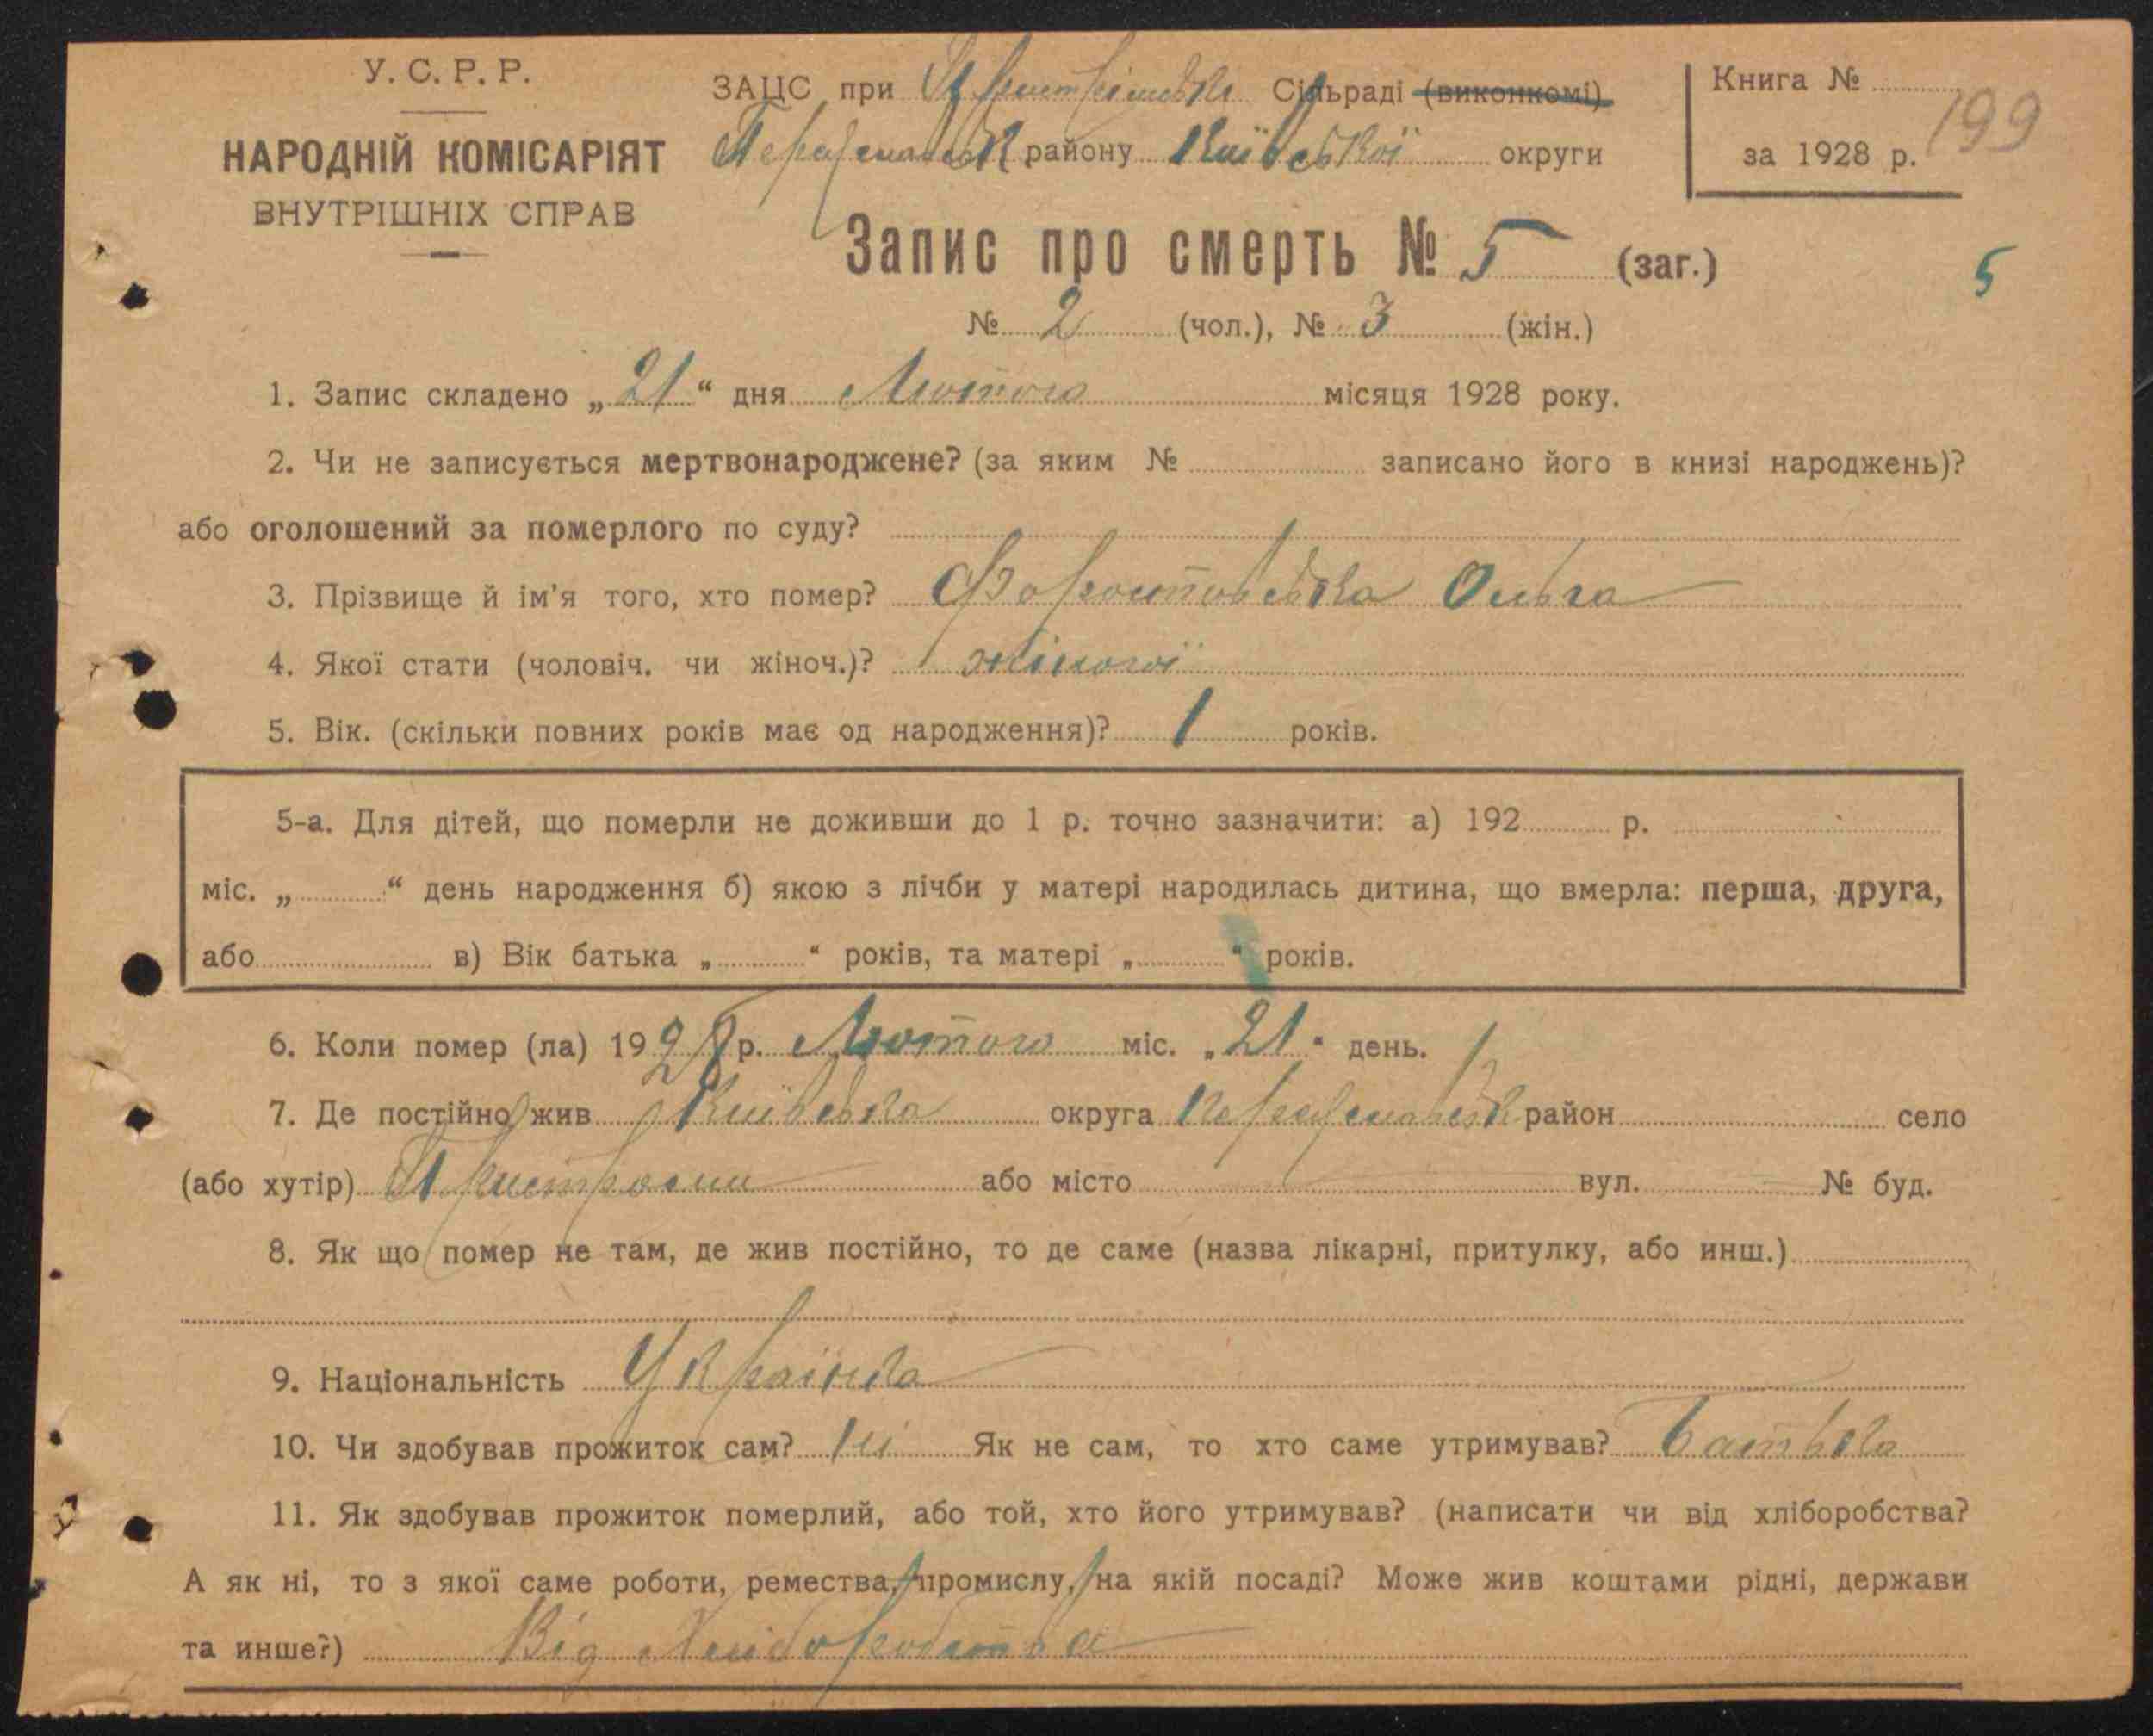 У. С. Р. Р.
НАРОДНІЙ КОМІСАРІЯТ
ВНУТРІШНІХ СПРАВ
ЗАЦС при Сільраді (виконкомі)
району Київської округи
Книга №
199
за 1928 р.
Запис про смерть № 5 (заг.)
5
№ 2 (чол.), № 3 (жін.)
1. Запис складено „21“ дня Лютого місяця 1928 року.
2. Чи не записується мертвонароджене? (за яким № записано його в книзі народжень)?
або оголошений за померлого по суду?
3. Прізвище й ім'я того, хто помер? Форостовська Ольга
4. Якої стати (чоловіч. чи жіноч.)? жіночої
5. Вік. (скільки повних років має од народження)? 1 років.
5-а. Для дітей, що померли не доживши до 1 р. точно зазначити: а) 192 р.
міс. „ “ день народження б) якою з лічби у матері народилась дитина, що вмерла: перша, друга,
або в) Вік батька „ “ років, та матері „ “ років.
6. Коли помер (ла) 1928 р. Лютого міс. „21“ день.
7. Де постійно жив Київська округа район село
(або хутір) Пристроми або місто вул. № буд.
8. Як що помер не там, де жив постійно, то де саме (назва лікарні, притулку, або инш.)
9. Національність Українка
10. Чи здобував прожиток сам? Ні Як не сам, то хто саме утримував? Батько
11. Як здобував прожиток померлий, або той, хто його утримував? (написати чи від хліборобства?
А як ні, то з якої саме роботи, ремества, промислу, на якій посаді? Може жив коштами рідні, держави
та инше?) Від Хліборобства